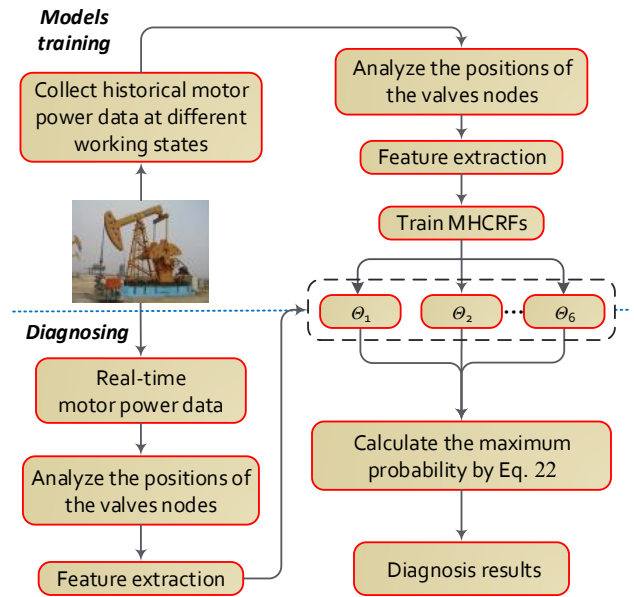 Models
training
Collect historical motor
power data at different
working states
Analyze the positions of
the valves nodes
Feature extraction
Train MHCRFs
Θ1
Θ2
...
Θ6
Diagnosing
Real-time
motor power data
Analyze the positions of
the valves nodes
Feature extraction
Calculate the maximum
probability by Eq. 22
Diagnosis results